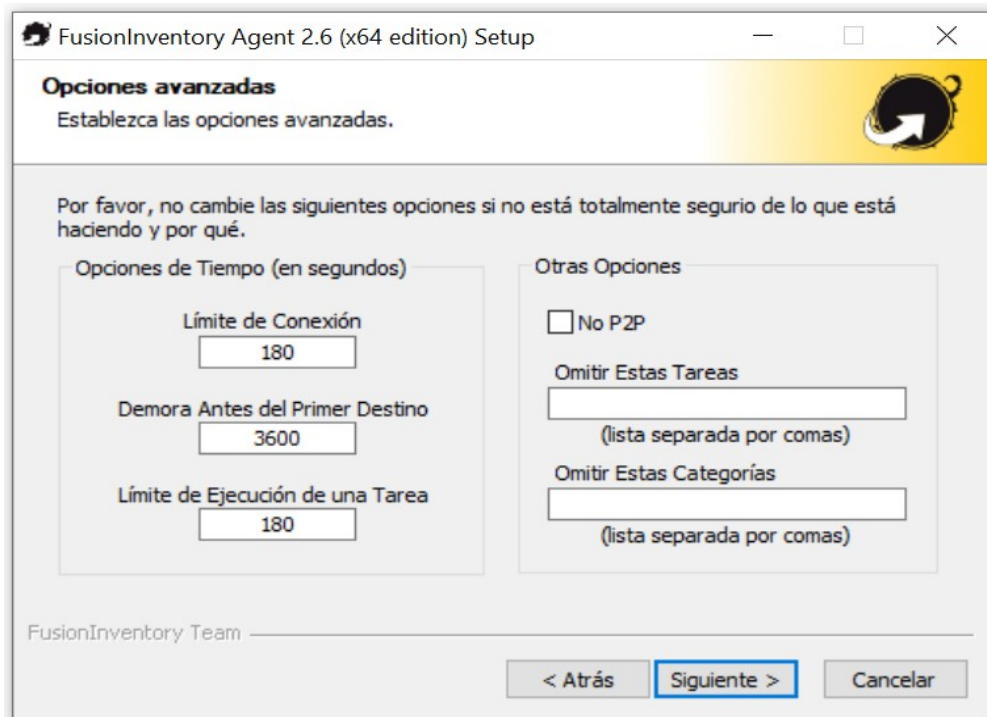 FusionInventory Agent 2.6 (x64 edition) Setup
Opciones avanzadas
Establezca las opciones avanzadas.
Por favor, no cambie las siguientes opciones si no está totalmente segurio de lo que está
haciendo y por qué.
Opciones de Tiempo (en segundos)
Límite de Conexión
180
Demora Antes del Primer Destino
3600
Límite de Ejecución de una Tarea
180
Otras Opciones
No P2P
Omitir Estas Tareas
(lista separada por comas)
Omitir Estas Categorías
(lista separada por comas)
FusionInventory Team
< Atrás
Siguiente >
Cancelar